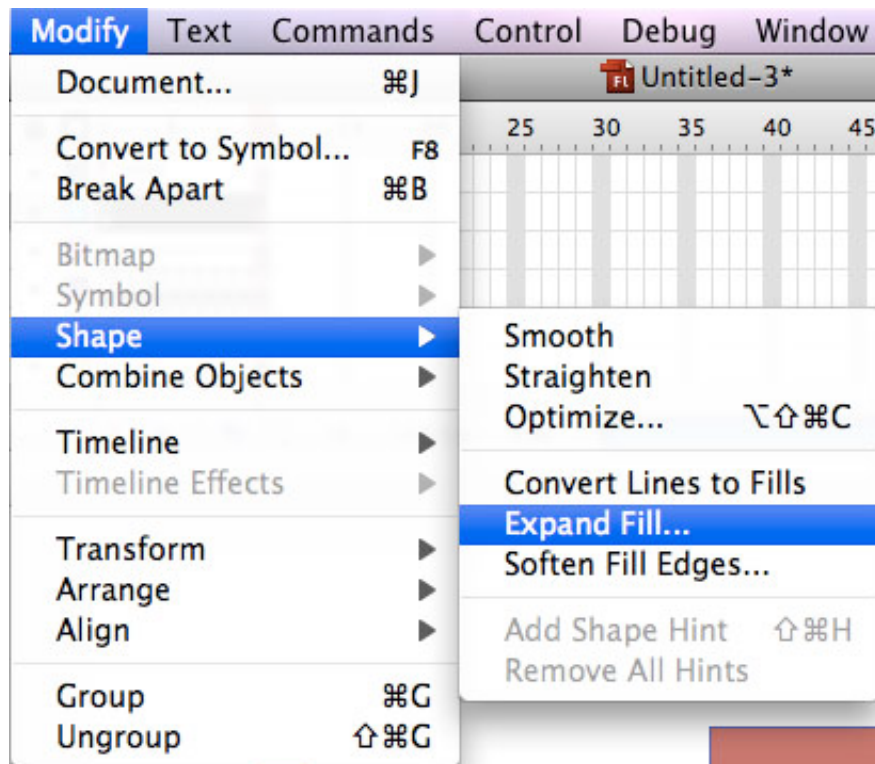 Modify Text Commands Control Debug Window
FL Untitled-3*
25 30 35 40 45
Document... ⌘J
Convert to Symbol... F8
Break Apart ⌘B
Bitmap
Symbol
Shape
Combine Objects
Timeline
Timeline Effects
Transform
Arrange
Align
Group ⌘G
Ungroup ⇧⌘G
Smooth
Straighten
Optimize... ⌥⇧⌘C
Convert Lines to Fills
Expand Fill...
Soften Fill Edges...
Add Shape Hint ⇧⌘H
Remove All Hints